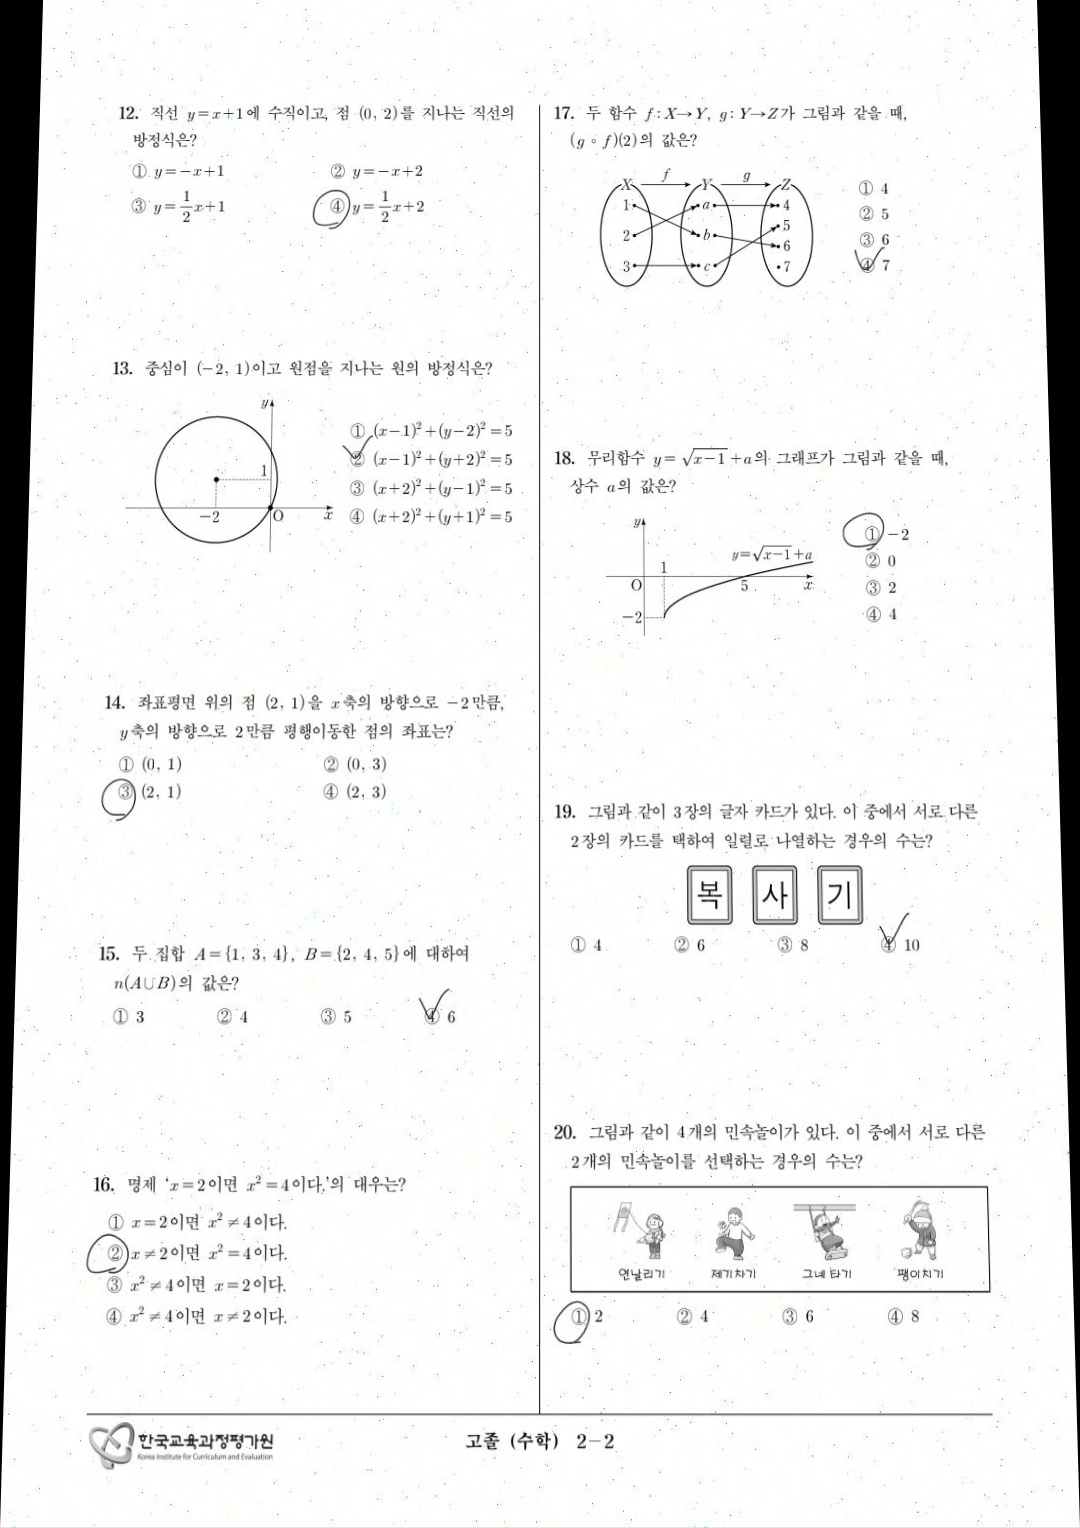 12. 직선 y=x+1에 수직이고, 점 (0, 2)를 지나는 직선의
방정식은?
① y=-x+1
② y=-x+2
③ y=\frac{1}{2}x+1
④ y=\frac{1}{2}x+2
13. 중심이 (-2, 1)이고 원점을 지나는 원의 방정식은?
y
1
-2
O
x
① (x-1)²+(y-2)²=5
② (x-1)²+(y+2)²=5
③ (x+2)²+(y-1)²=5
④ (x+2)²+(y+1)²=5
14. 좌표평면 위의 점 (2, 1)을 x축의 방향으로 -2만큼,
y축의 방향으로 2만큼 평행이동한 점의 좌표는?
① (0, 1)
② (0, 3)
③ (2, 1)
④ (2, 3)
15. 두 집합 A={1, 3, 4}, B={2, 4, 5}에 대하여
n(A∪B)의 값은?
① 3 ② 4 ③ 5 ④ 6
16. 명제 ‘x=2이면 x²=4이다.’의 대우는?
① x=2이면 x²≠4이다.
② x≠2이면 x²=4이다.
③ x²≠4이면 x=2이다.
④ x²≠4이면 x≠2이다.
17. 두 함수 f:X→Y, g:Y→Z가 그림과 같을 때,
(g∘f)(2)의 값은?
X f Y g Z
1 a 4
5
2 b 6
3 c 7
① 4
② 5
③ 6
④ 7
18. 무리함수 y=√(x-1)+a의 그래프가 그림과 같을 때,
상수 a의 값은?
y
y=√(x-1)+a
1
O
5
x
-2
① -2
② 0
③ 2
④ 4
19. 그림과 같이 3장의 글자 카드가 있다. 이 중에서 서로 다른
2장의 카드를 택하여 일렬로 나열하는 경우의 수는?
복 사 기
① 4 ② 6 ③ 8 ④ 10
20. 그림과 같이 4개의 민속놀이가 있다. 이 중에서 서로 다른
2개의 민속놀이를 선택하는 경우의 수는?
연날리기 제기차기 그네 타기 팽이치기
① 2 ② 4 ③ 6 ④ 8
한국교육과정평가원
Korea Institute for Curriculum and Evaluation
고졸 (수학) 2-2